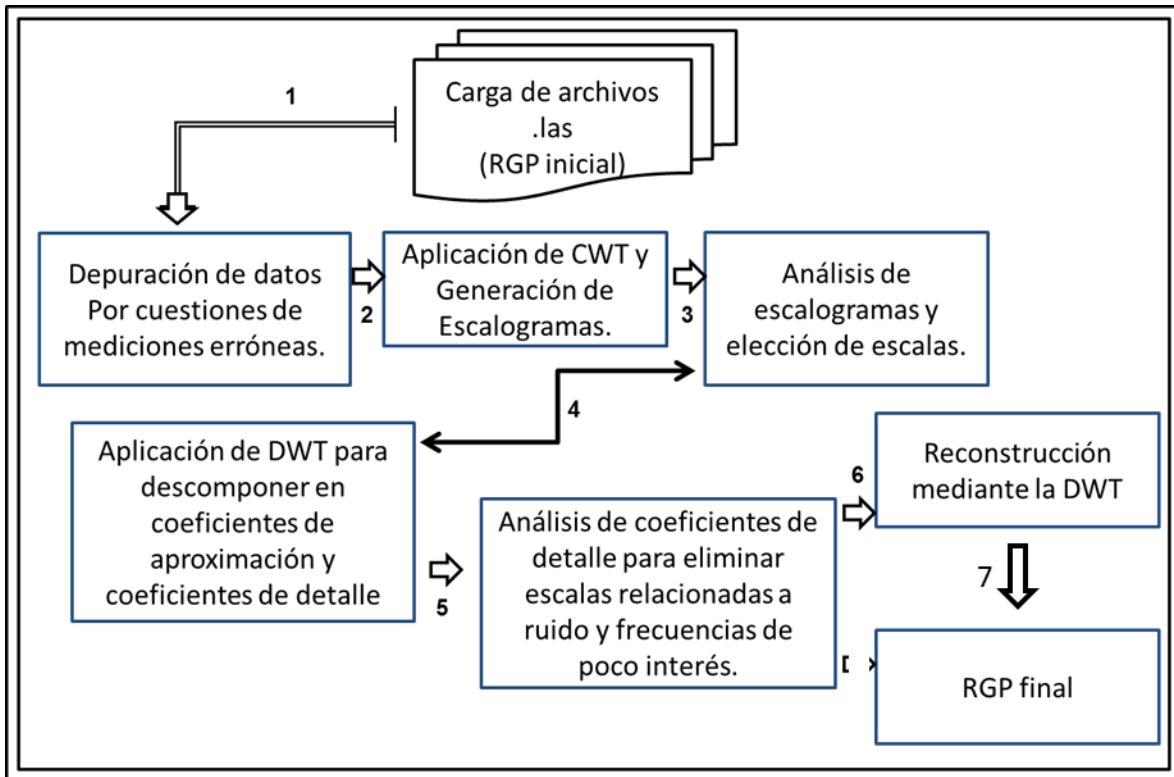 1
Carga de archivos
.las
(RGP inicial)
Depuración de datos
Por cuestiones de
mediciones erróneas.
2
Aplicación de CWT y
Generación de
Escalogramas.
3
Análisis de
escalogramas y
elección de escalas.
4
Aplicación de DWT para
descomponer en
coeficientes de
aproximación y
coeficientes de detalle
5
Análisis de coeficientes de
detalle para eliminar
escalas relacionadas a
ruido y frecuencias de
poco interés.
6
Reconstrucción
mediante la DWT
7
RGP final